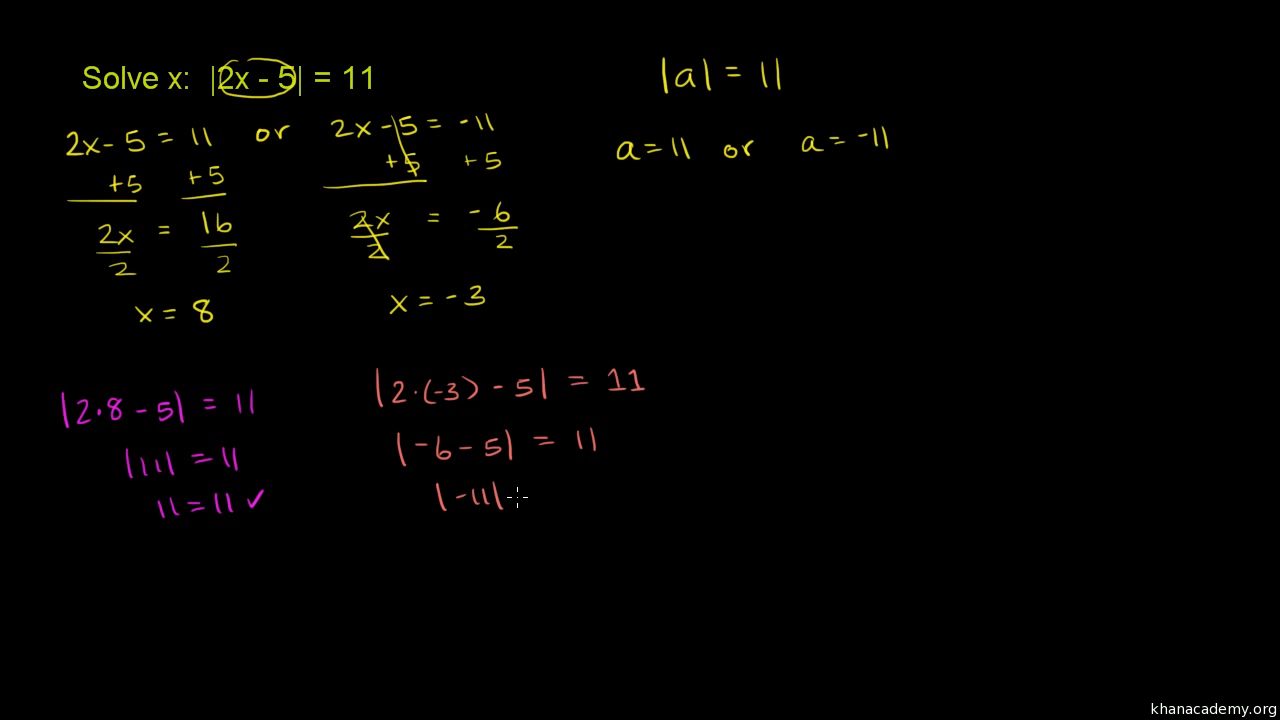 Solve x: |2x - 5| = 11
|a| = 11
2x - 5 = 11 or 2x - 5 = -11
a = 11 or a = -11
+5 +5 +5 +5
2x/2 = 16/2
2x/2 = -6/2
x = 8
x = -3
|2·8 - 5| = 11
|11| = 11
11 = 11 ✓
|2·(-3) - 5| = 11
|-6 - 5| = 11
|-11|
khanacademy.org